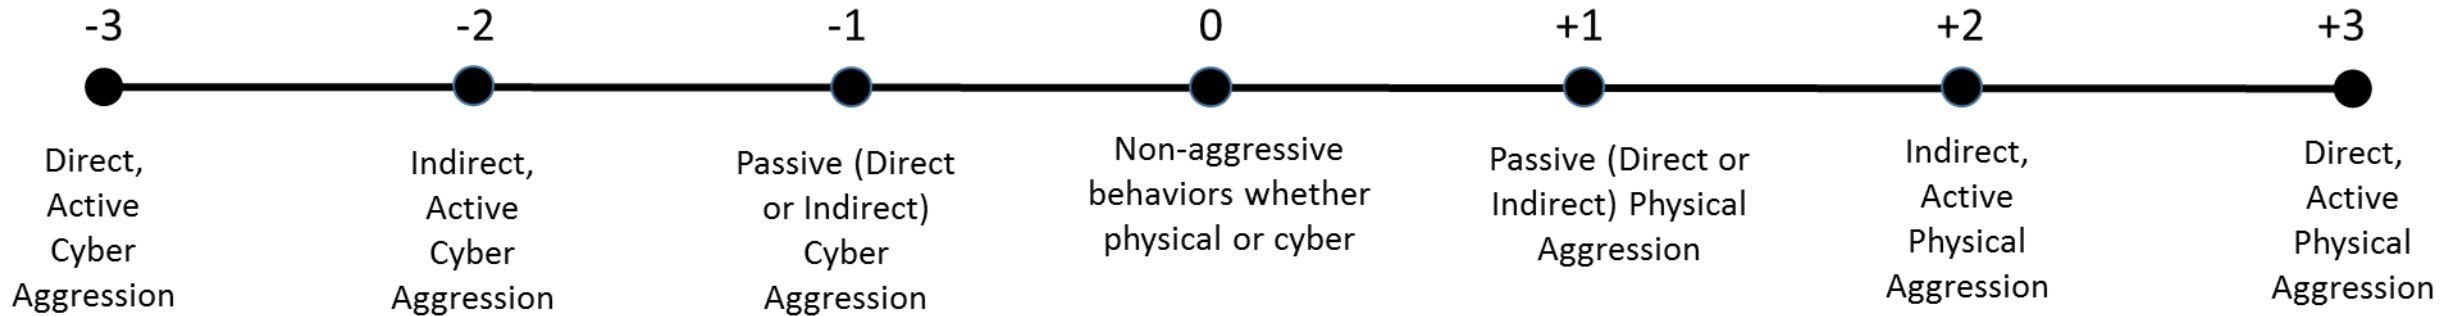 -3
-2
-1
0
+1
+2
+3
Direct,
Active
Cyber
Aggression
Indirect,
Active
Cyber
Aggression
Passive (Direct
or Indirect)
Cyber
Aggression
Non-aggressive
behaviors whether
physical or cyber
Passive (Direct or
Indirect) Physical
Aggression
Indirect,
Active
Physical
Aggression
Direct,
Active
Physical
Aggression